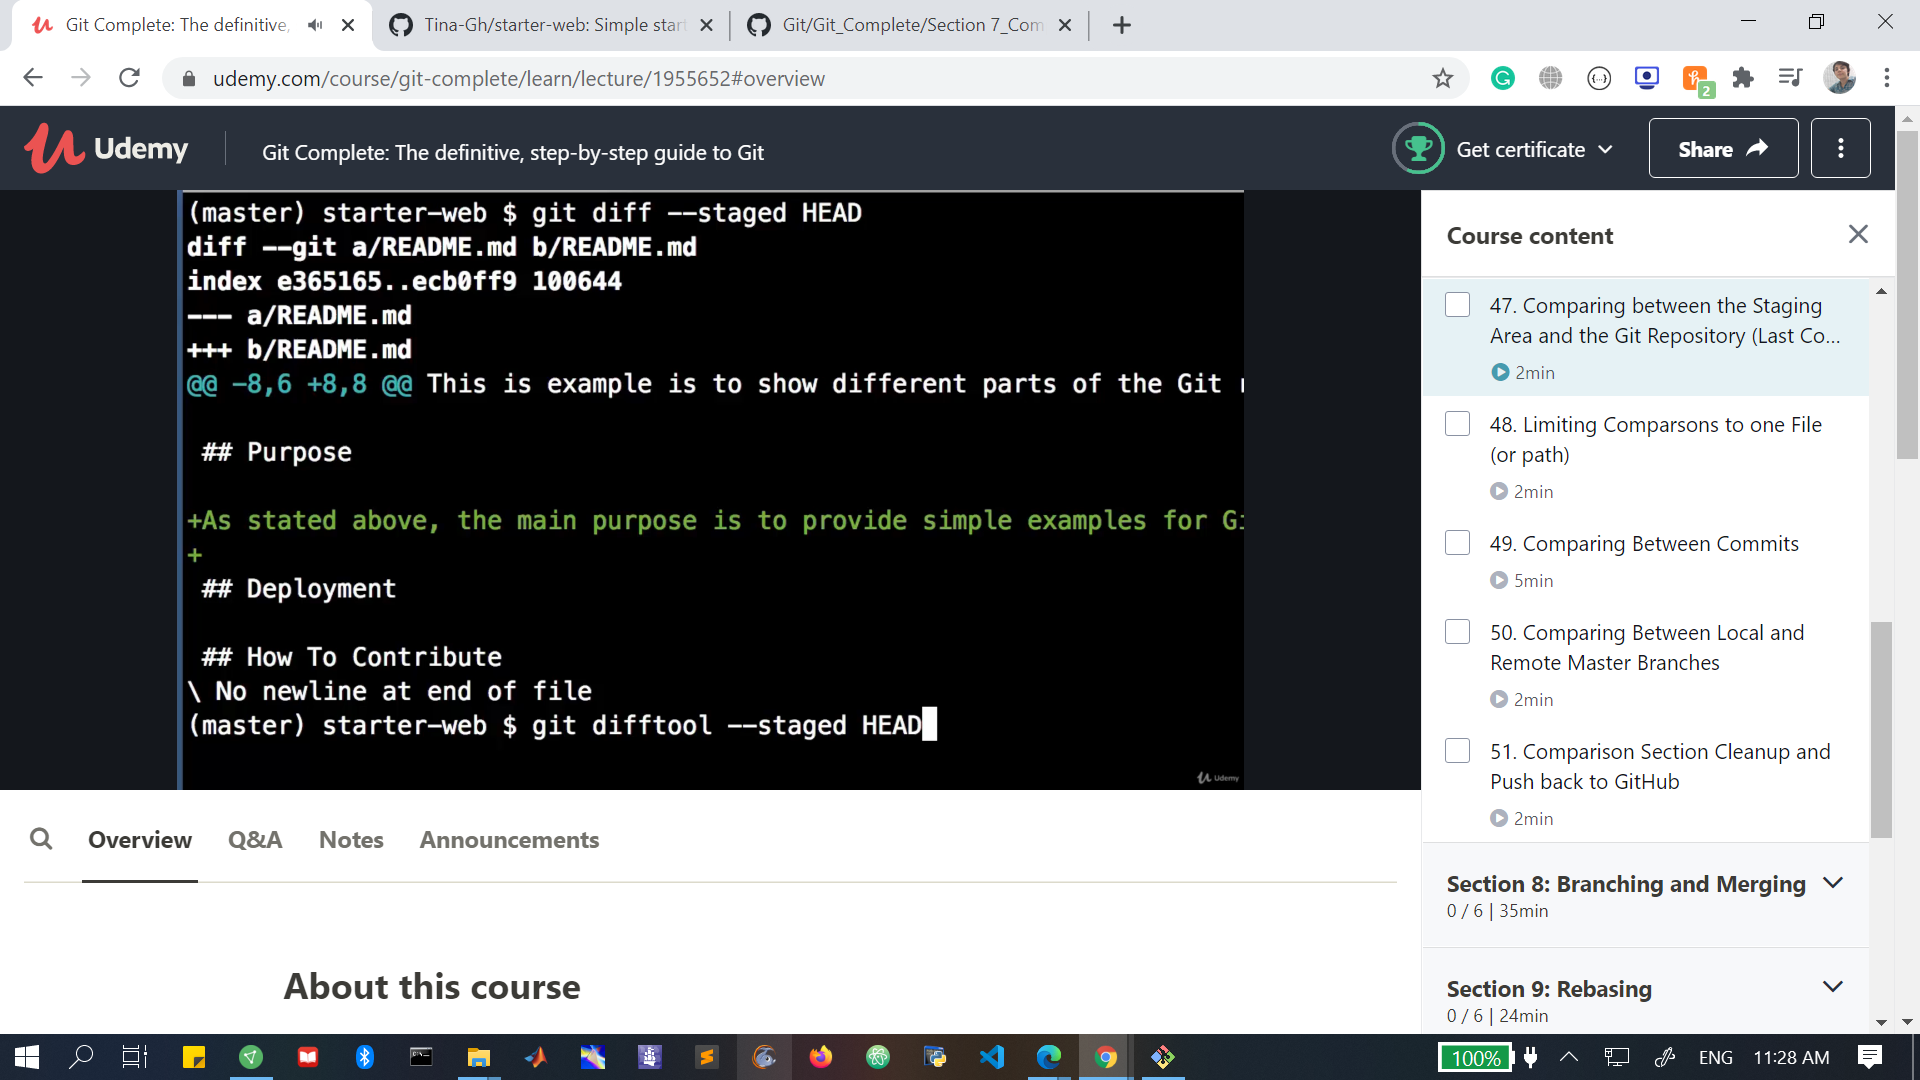 Git Complete: The definitive,
Tina-Gh/starter-web: Simple star
Git/Git_Complete/Section 7_Com
udemy.com/course/git-complete/learn/lecture/1955652#overview
2
Udemy
Git Complete: The definitive, step-by-step guide to Git
Get certificate
Share
(master) starter-web $ git diff --staged HEAD
diff --git a/README.md b/README.md
index e365165..ecb0ff9 100644
--- a/README.md
+++ b/README.md
@@ -8,6 +8,8 @@ This is example is to show different parts of the Git
## Purpose
+As stated above, the main purpose is to provide simple examples for Gi
+
## Deployment
## How To Contribute
\ No newline at end of file
(master) starter-web $ git difftool --staged HEAD
Udemy
Course content
47. Comparing between the Staging
Area and the Git Repository (Last Co...
2min
48. Limiting Comparsons to one File
(or path)
2min
49. Comparing Between Commits
5min
50. Comparing Between Local and
Remote Master Branches
2min
51. Comparison Section Cleanup and
Push back to GitHub
2min
Section 8: Branching and Merging
0 / 6 | 35min
Section 9: Rebasing
0 / 6 | 24min
Overview
Q&A
Notes
Announcements
About this course
100%
ENG
11:28 AM